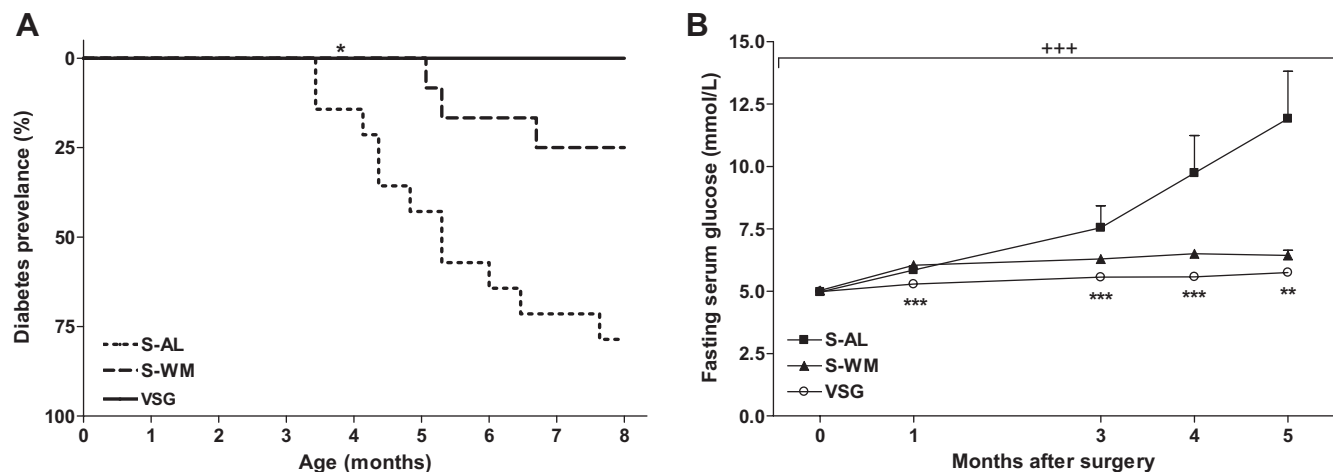 A
*
0
25
50
75
100
Diabetes prevelance (%)
S-AL
S-WM
VSG
0 1 2 3 4 5 6 7 8
Age (months)
B
+++
15.0
12.5
10.0
7.5
5.0
2.5
0.0
Fasting serum glucose (mmol/L)
*** *** *** **
S-AL
S-WM
VSG
0 1 3 4 5
Months after surgery